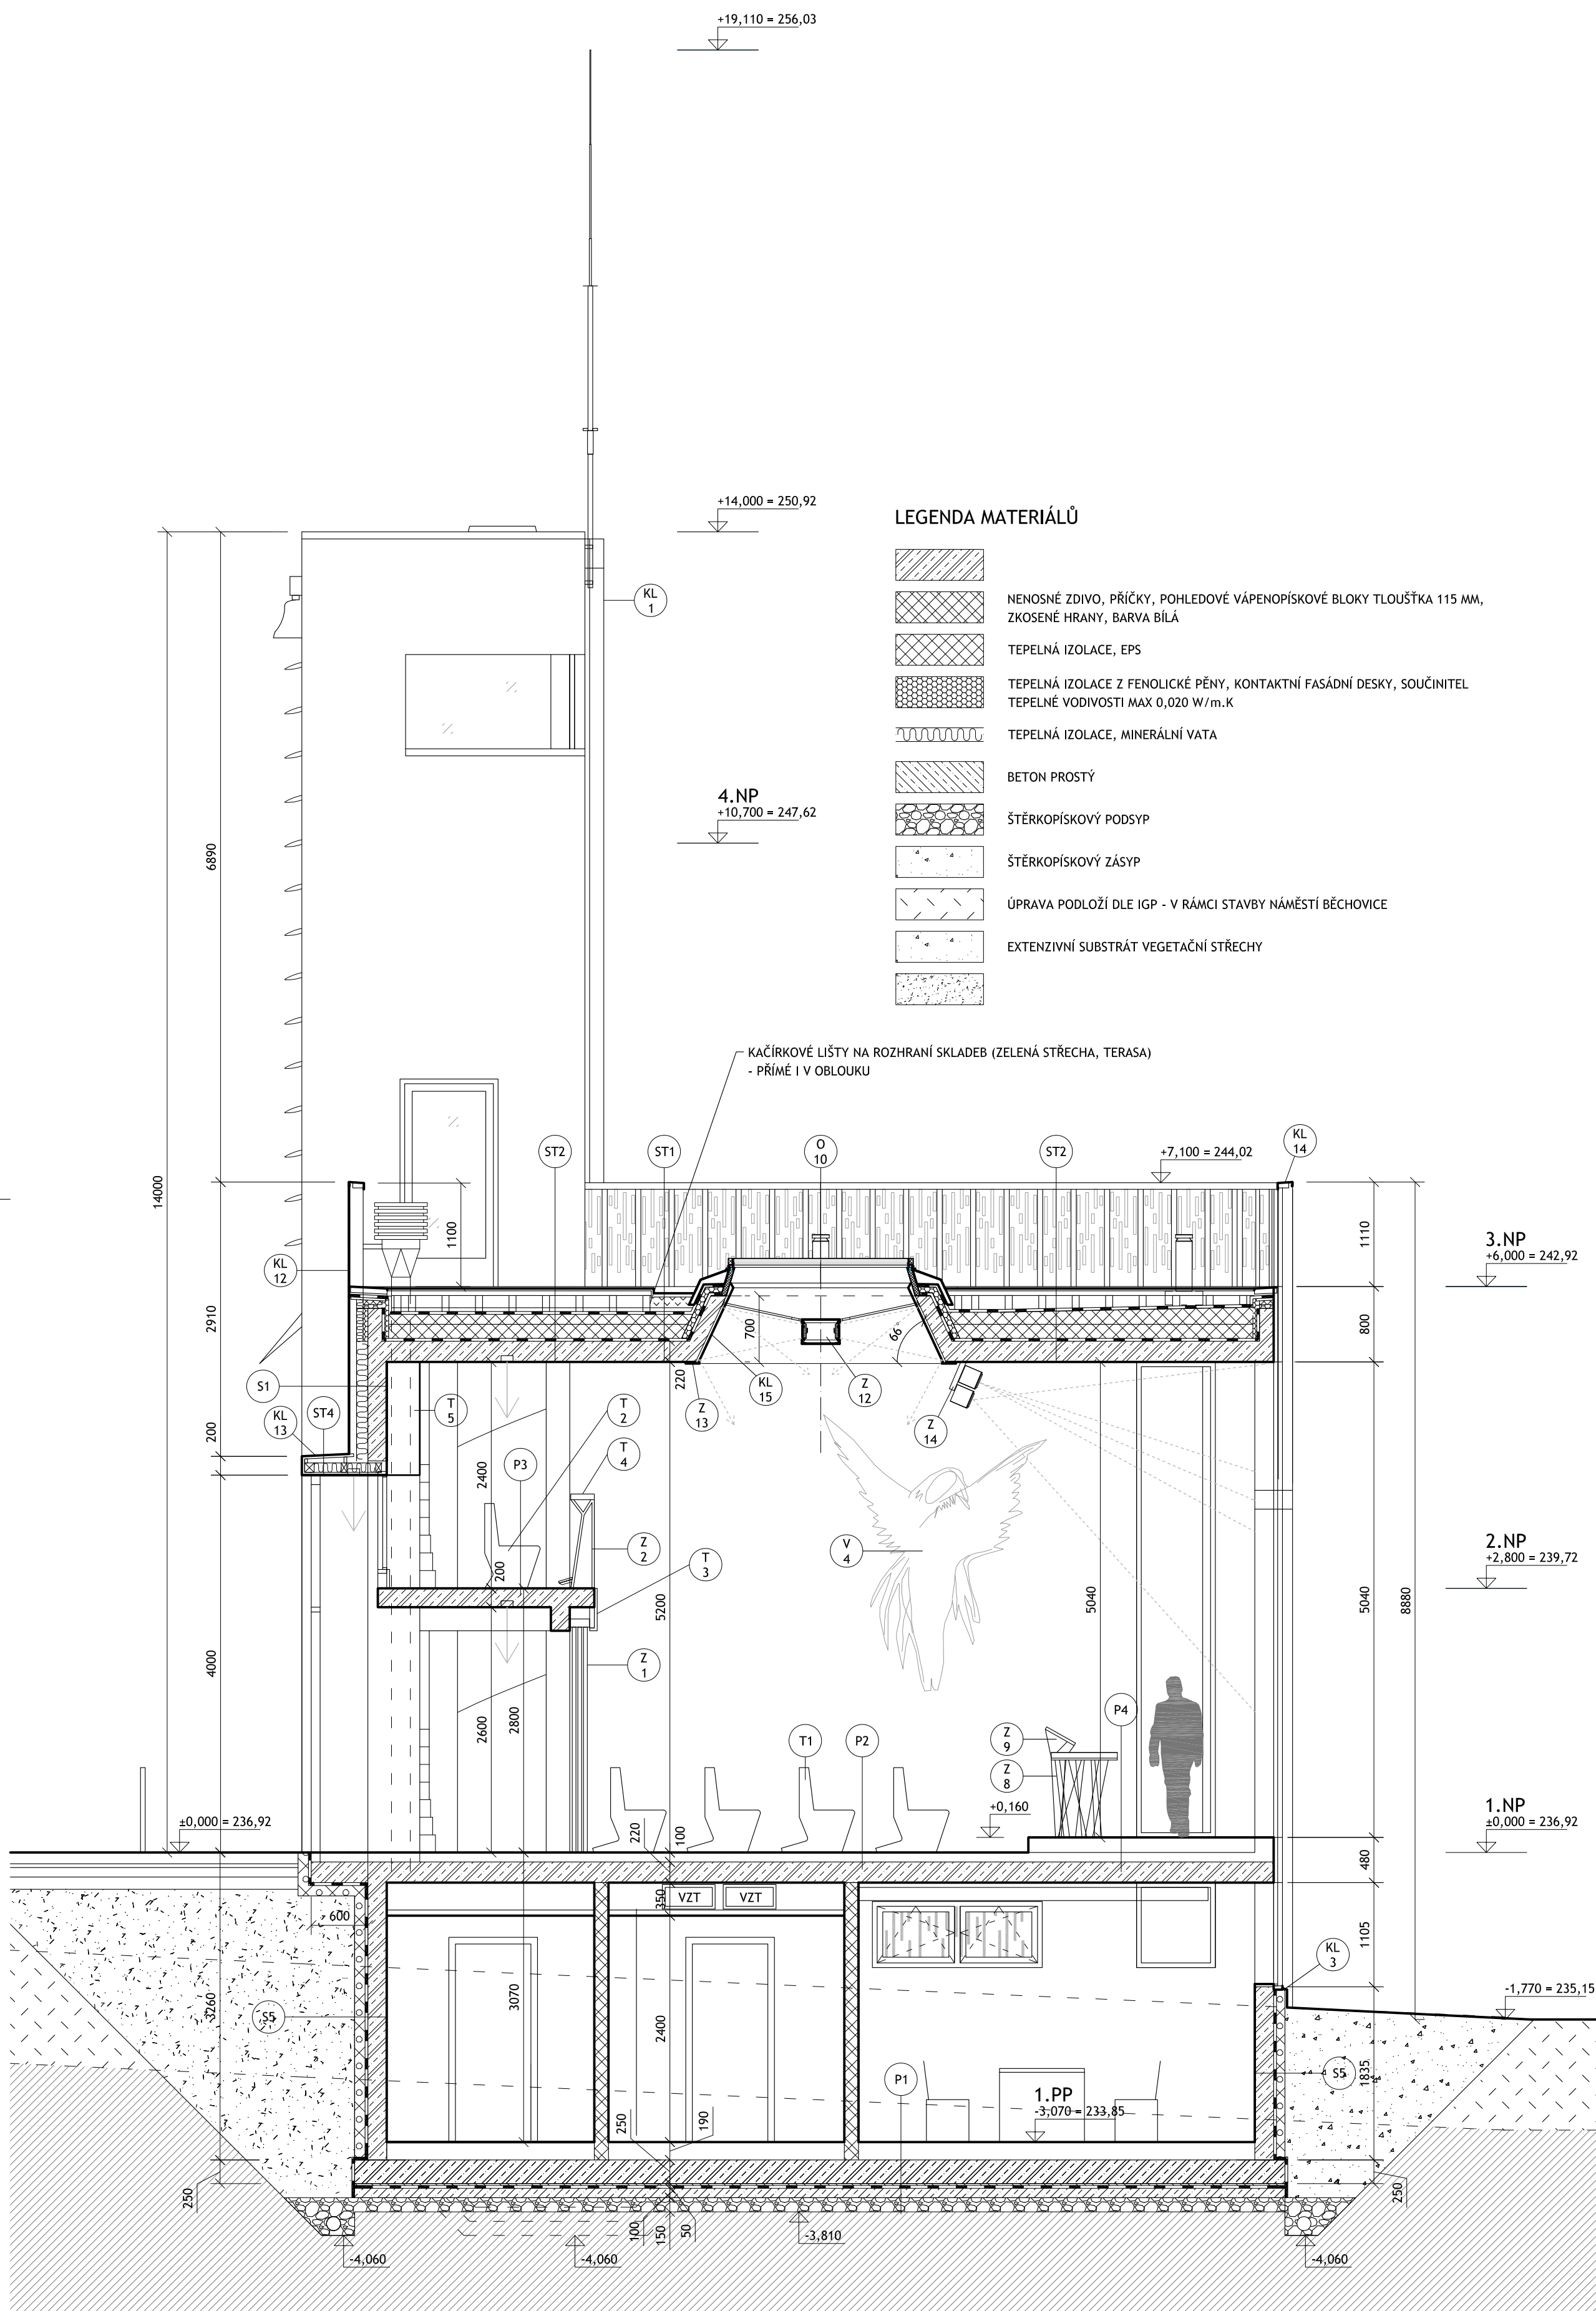 +19,110 = 256,03
+14,000 = 250,92
LEGENDA MATERIÁLŮ
KL
1
NENOSNÉ ZDIVO, PŘÍČKY, POHLEDOVÉ VÁPENOPÍSKOVÉ BLOKY TLOUŠŤKA 115 MM,
ZKOSENÉ HRANY, BARVA BÍLÁ
TEPELNÁ IZOLACE, EPS
TEPELNÁ IZOLACE Z FENOLICKÉ PĚNY, KONTAKTNÍ FASÁDNÍ DESKY, SOUČINITEL
TEPELNÉ VODIVOSTI MAX 0,020 W/m.K
TEPELNÁ IZOLACE, MINERÁLNÍ VATA
BETON PROSTÝ
4.NP
+10,700 = 247,62
ŠTĚRKOPÍSKOVÝ PODSYP
6890
ŠTĚRKOPÍSKOVÝ ZÁSYP
ÚPRAVA PODLOŽÍ DLE IGP - V RÁMCI STAVBY NÁMĚSTÍ BĚCHOVICE
EXTENZIVNÍ SUBSTRÁT VEGETAČNÍ STŘECHY
KAČÍRKOVÉ LIŠTY NA ROZHRANÍ SKLADEB (ZELENÁ STŘECHA, TERASA)
- PŘÍMÉ I V OBLOUKU
ST2
ST1
O
10
ST2
+7,100 = 244,02
KL
14
14000
1100
1110
3.NP
+6,000 = 242,92
KL
12
2910
700
66°
800
220
S1
KL
15
Z
12
T
5
T
2
Z
13
Z
14
KL
13
ST4
200
T
4
P3
2400
Z
2
V
4
2.NP
+2,800 = 239,72
T
3
200
5200
5040
5040
8880
4000
Z
1
2600
2800
T1
P2
Z
9
P4
Z
8
+0,160
±0,000 = 236,92
1.NP
±0,000 = 236,92
220
100
480
350
VZT
VZT
600
1105
KL
3
-1,770 = 235,15
3260
S5
3070
2400
P1
S5
1835
1.PP
-3,070 = 233,85
250
190
250
250
100
150
50
-3,810
-4,060
-4,060
-4,060